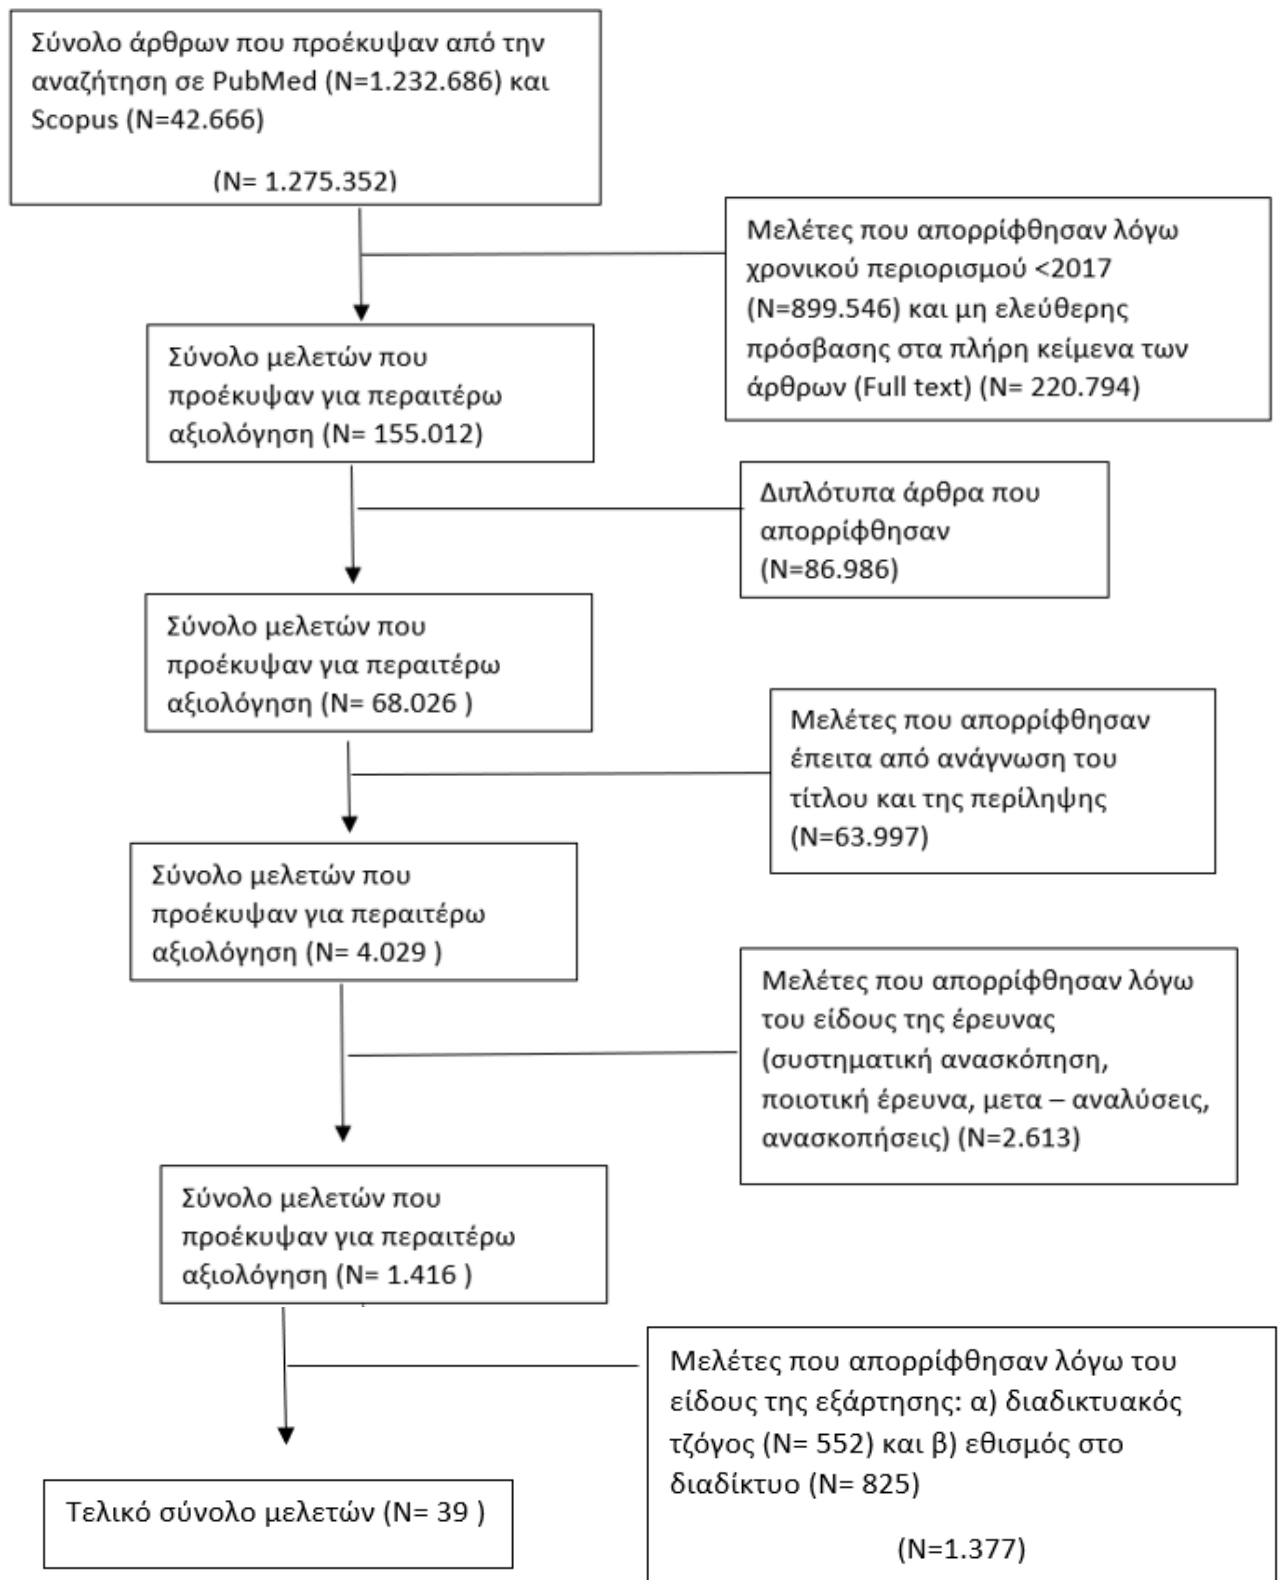 Σύνολο άρθρων που προέκυψαν από την
αναζήτηση σε PubMed (N=1.232.686) και
Scopus (N=42.666)
(N= 1.275.352)
Μελέτες που απορρίφθησαν λόγω
χρονικού περιορισμού <2017
(N=899.546) και μη ελεύθερης
πρόσβασης στα πλήρη κείμενα των
άρθρων (Full text) (N= 220.794)
Σύνολο μελετών που
προέκυψαν για περαιτέρω
αξιολόγηση (N= 155.012)
Διπλότυπα άρθρα που
απορρίφθησαν
(N=86.986)
Σύνολο μελετών που
προέκυψαν για περαιτέρω
αξιολόγηση (N= 68.026 )
Μελέτες που απορρίφθησαν
έπειτα από ανάγνωση του
τίτλου και της περίληψης
(N=63.997)
Σύνολο μελετών που
προέκυψαν για περαιτέρω
αξιολόγηση (N= 4.029 )
Μελέτες που απορρίφθησαν λόγω
του είδους της έρευνας
(συστηματική ανασκόπηση,
ποιοτική έρευνα, μετα – αναλύσεις,
ανασκοπήσεις) (N=2.613)
Σύνολο μελετών που
προέκυψαν για περαιτέρω
αξιολόγηση (N= 1.416 )
Μελέτες που απορρίφθησαν λόγω του
είδους της εξάρτησης: α) διαδικτυακός
τζόγος (N= 552) και β) εθισμός στο
διαδίκτυο (N= 825)
(N=1.377)
Τελικό σύνολο μελετών (N= 39 )